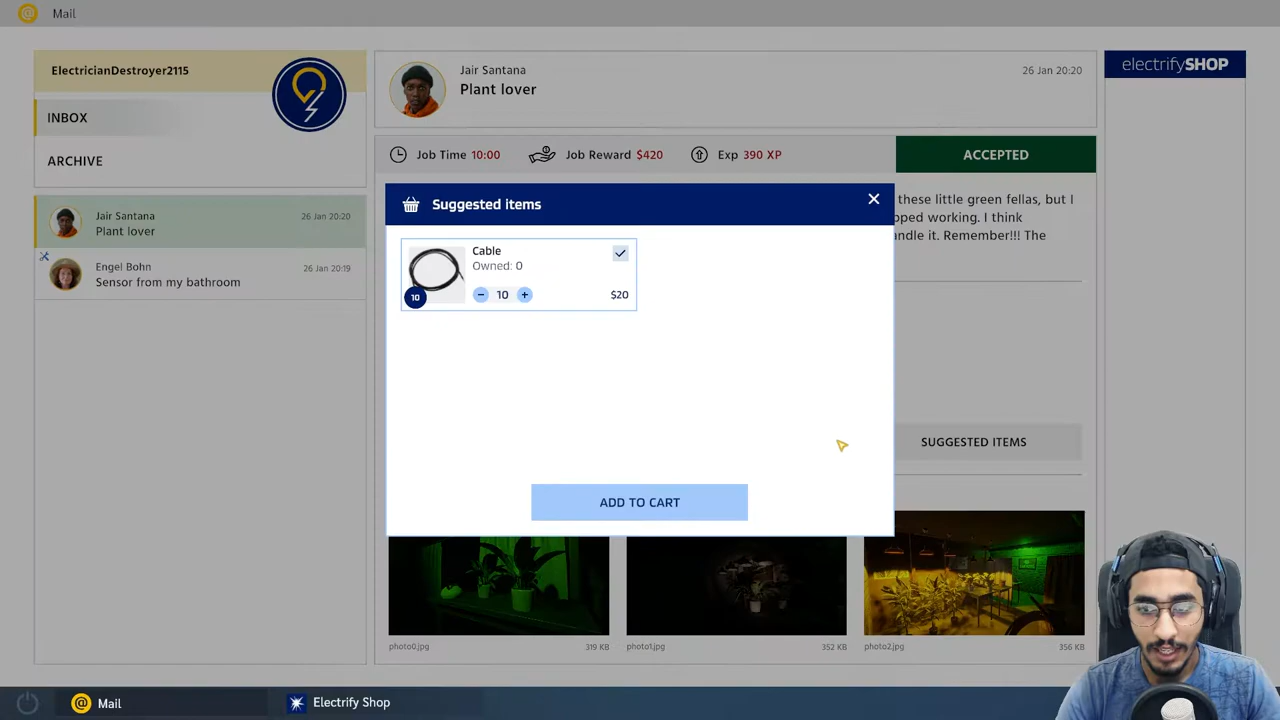 Mail
ElectricianDestroyer2115
INBOX
ARCHIVE
Jair Santana
26 Jan 20:20
Plant lover
Engel Bohn
26 Jan 20:19
Sensor from my bathroom
Jair Santana
26 Jan 20:20
Plant lover
electrifySHOP
Job Time 10:00
Job Reward $420
Exp 390 XP
ACCEPTED
these little green fellas, but I
pped working. I think
ndle it. Remember!!! The
Suggested items
Cable
Owned: 0
10
10
$20
SUGGESTED ITEMS
ADD TO CART
photo0.jpg
319 KB
photo1.jpg
352 KB
photo2.jpg
356 KB
Mail
Electrify Shop